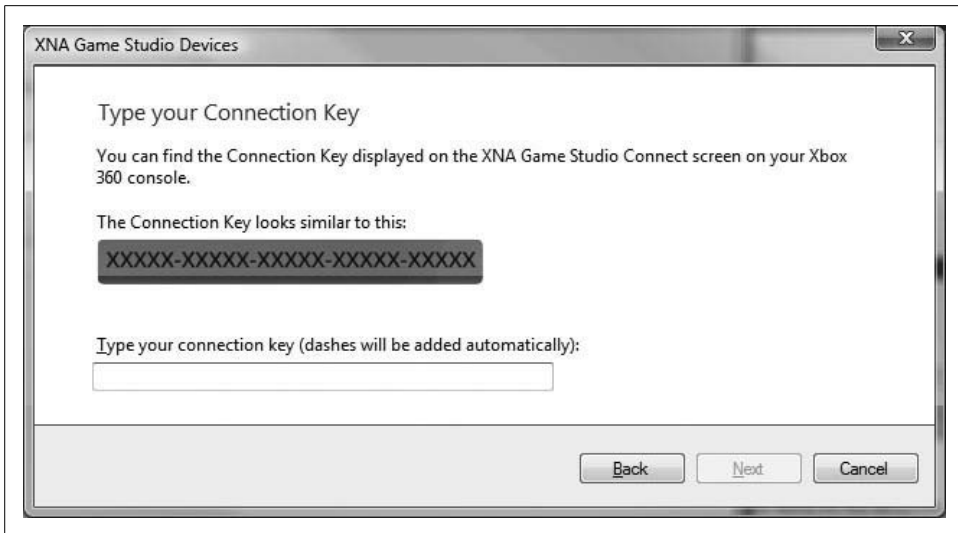 XNA Game Studio Devices
Type your Connection Key
You can find the Connection Key displayed on the XNA Game Studio Connect screen on your Xbox
360 console.
The Connection Key looks similar to this:
XXXXX-XXXXX-XXXXX-XXXXX-XXXXX
Type your connection key (dashes will be added automatically):
Back Next Cancel